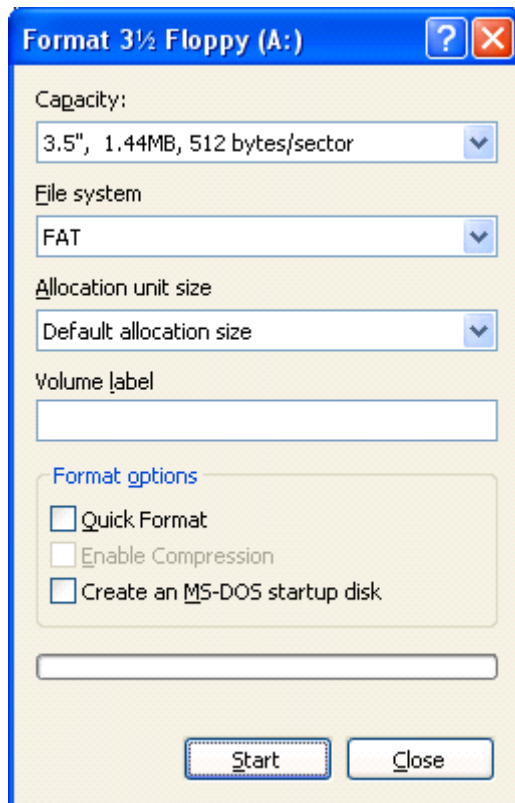 Format 3½ Floppy (A:)
?
Capacity:
3.5",  1.44MB, 512 bytes/sector
File system
FAT
Allocation unit size
Default allocation size
Volume label
Format options
Quick Format
Enable Compression
Create an MS-DOS startup disk
Start Close